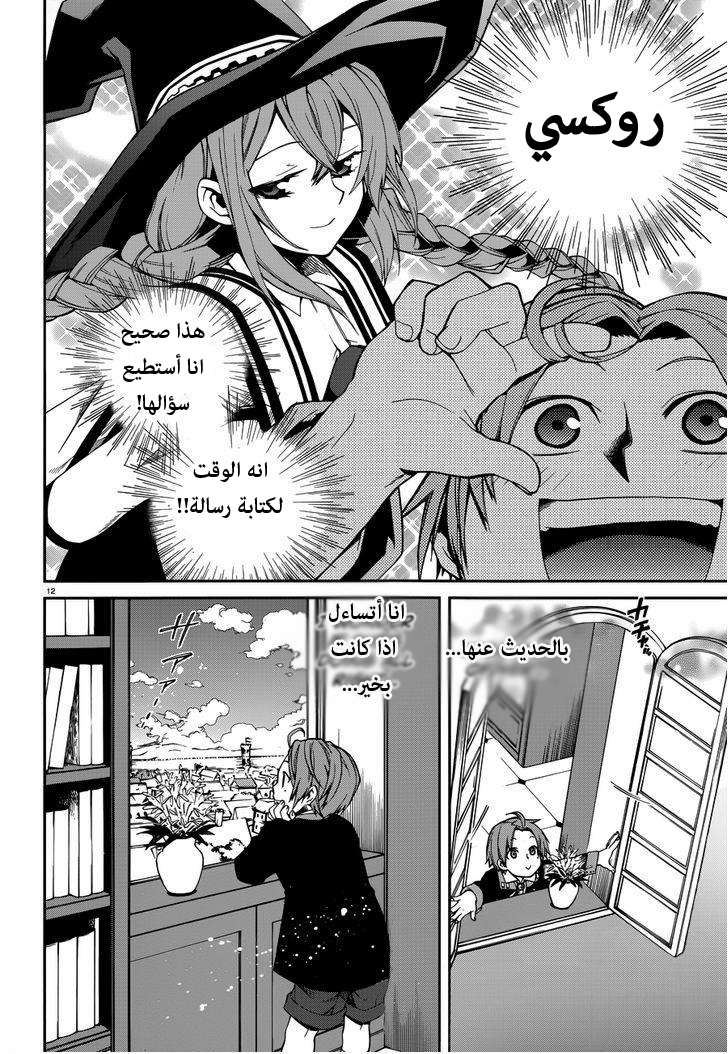 روكسي
هذا صحيح
انا أستطيع
سؤالها!
انه الوقت
لكتابة رسالة!!
12
بالحديث عنها...
انا أتساءل
اذا كانت
بخير...